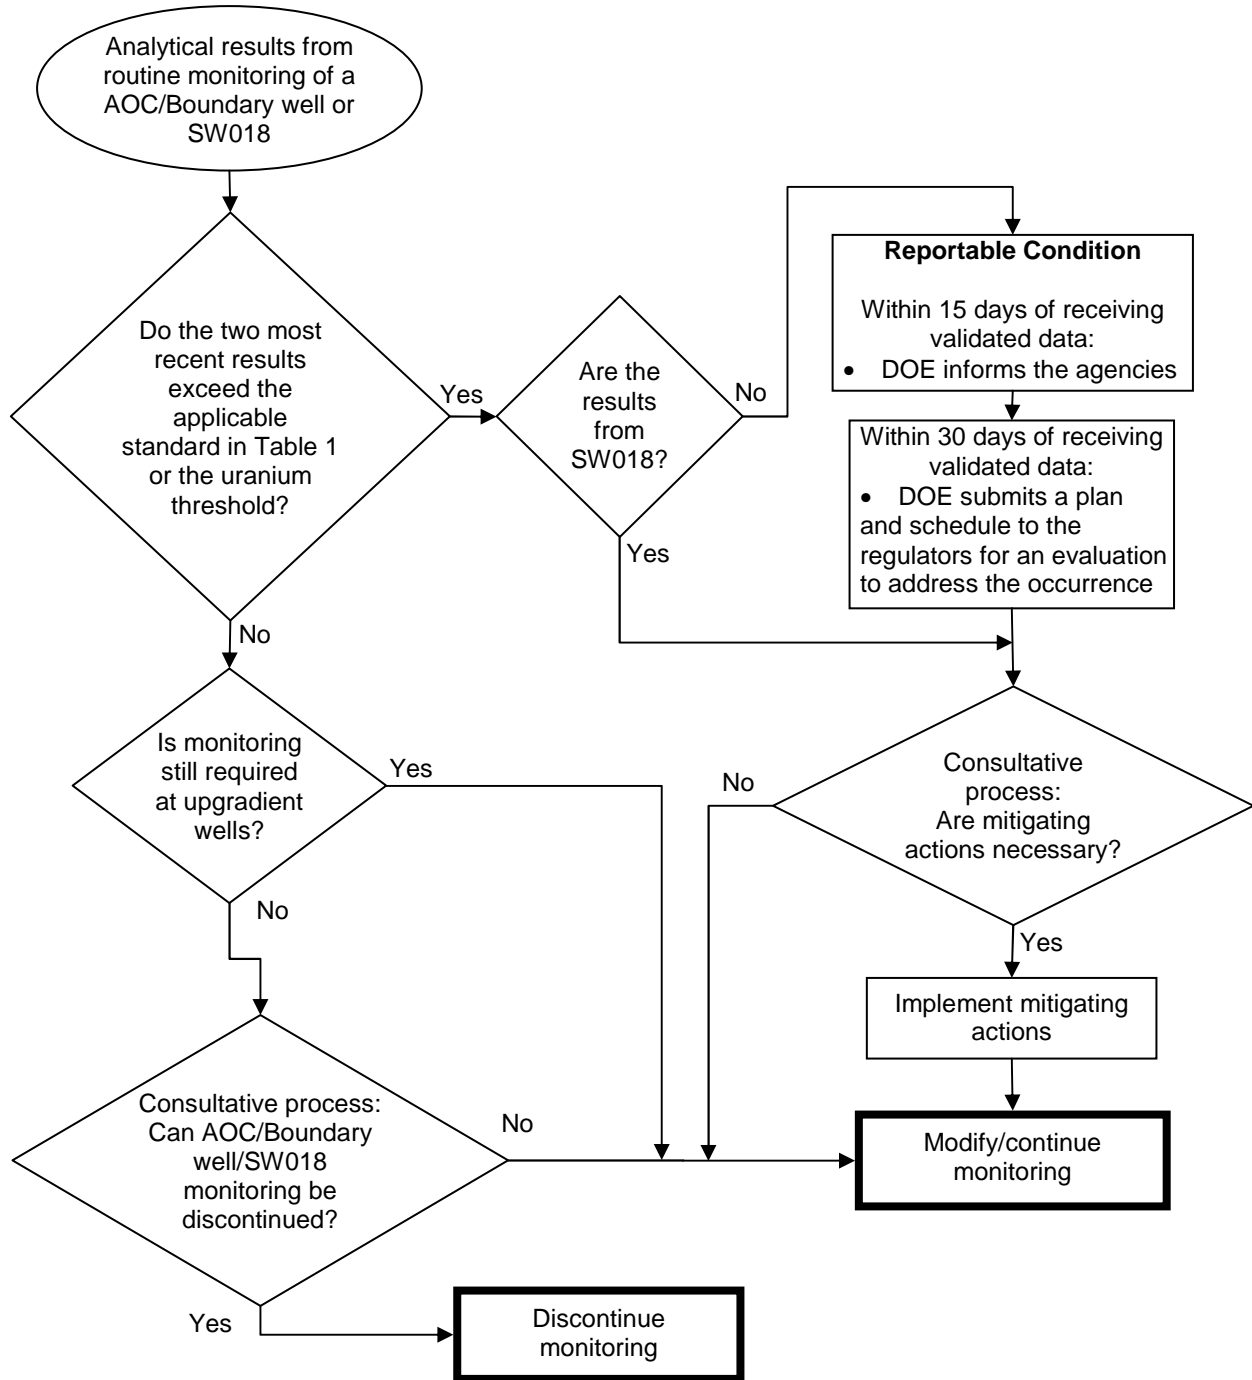 Analytical results from
routine monitoring of a
AOC/Boundary well or
SW018
Do the two most
recent results
exceed the
applicable
standard in Table 1
or the uranium
threshold?
Yes
Are the
results
from
SW018?
No
Yes
Reportable Condition
Within 15 days of receiving
validated data:
• DOE informs the agencies
Within 30 days of receiving
validated data:
• DOE submits a plan
and schedule to the
regulators for an evaluation
to address the occurrence
No
Is monitoring
still required
at upgradient
wells?
Yes
No
Consultative
process:
Are mitigating
actions necessary?
No
Yes
Implement mitigating
actions
Consultative process:
Can AOC/Boundary
well/SW018
monitoring be
discontinued?
No
Modify/continue
monitoring
Yes
Discontinue
monitoring